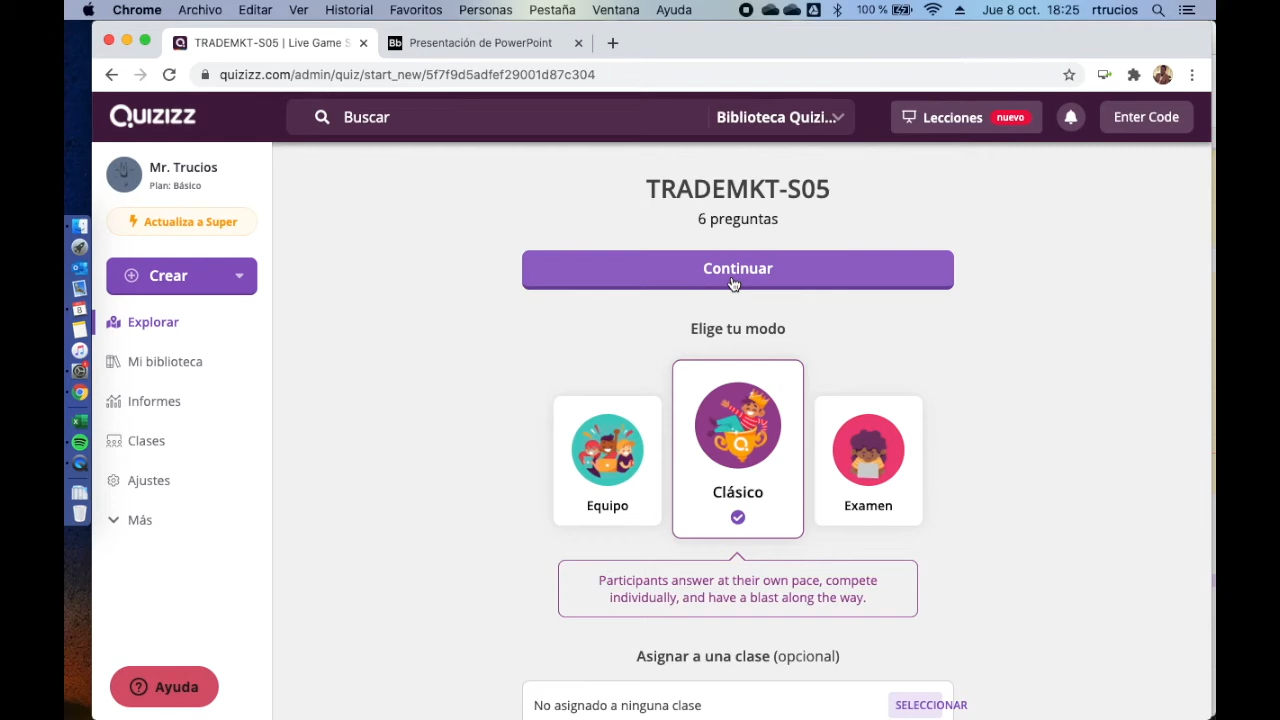 Chrome Archivo Editar Ver Historial Favoritos Personas Pestaña Ventana Ayuda 100 % Jue 8 oct. 18:25 rtrucios
TRADEMKT-S05 | Live Game S
Bb Presentación de PowerPoint
quizizz.com/admin/quiz/start_new/5f7f9d5adfef29001d87c304
QUIZIZZ
Buscar
Biblioteca Quizi...
Lecciones nuevo
Enter Code
Mr. Trucios
Plan: Básico
Actualiza a Super
Crear
Explorar
Mi biblioteca
Informes
Clases
Ajustes
Más
Ayuda
TRADEMKT-S05
6 preguntas
Continuar
Elige tu modo
Equipo
Clásico
Examen
Participants answer at their own pace, compete
individually, and have a blast along the way.
Asignar a una clase (opcional)
No asignado a ninguna clase
SELECCIONAR